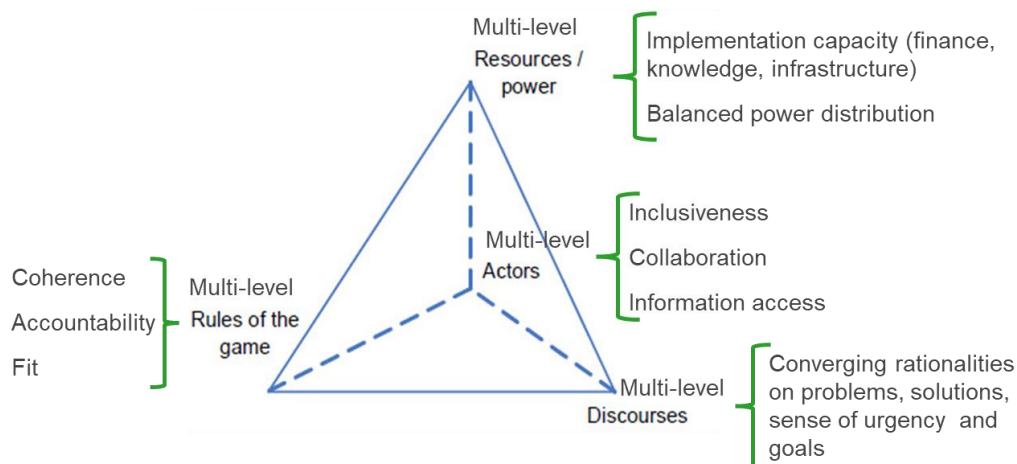 Multi-level
Resources /
power
Implementation capacity (finance,
knowledge, infrastructure)
Balanced power distribution
Multi-level
Actors
Inclusiveness
Collaboration
Information access
Coherence
Accountability
Fit
Multi-level
Rules of the
game
Multi-level
Discourses
Converging rationalities
on problems, solutions,
sense of urgency and
goals